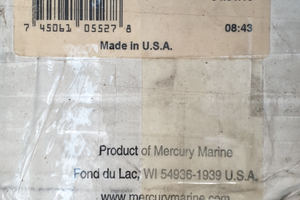 7 45061 05527 8
08:43
Made in U.S.A.
Product of Mercury Marine
Fond du Lac, WI 54936-1939 U.S.A.
www.mercurymarine.com